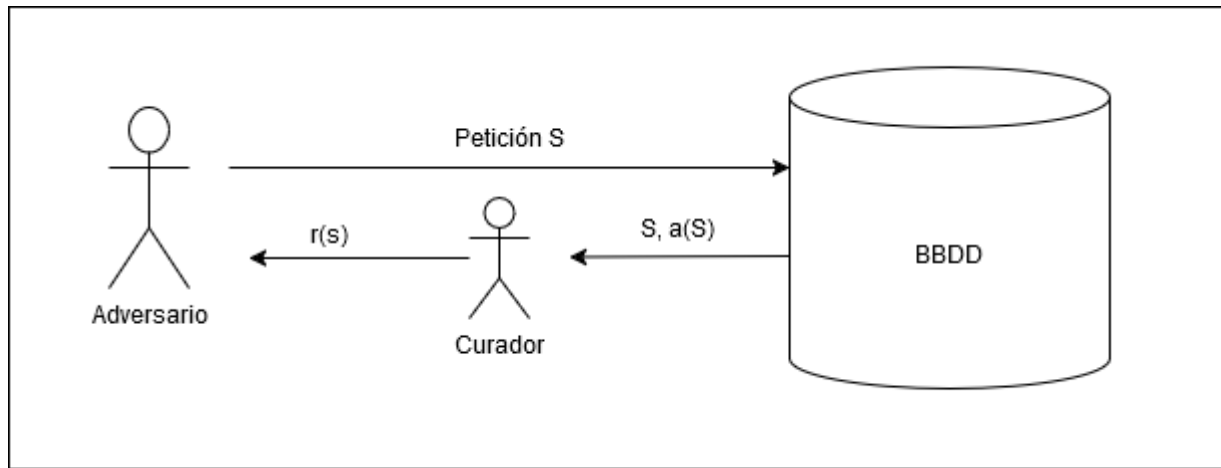 Petición S
S, a(S)
r(s)
BBDD
Adversario
Curador